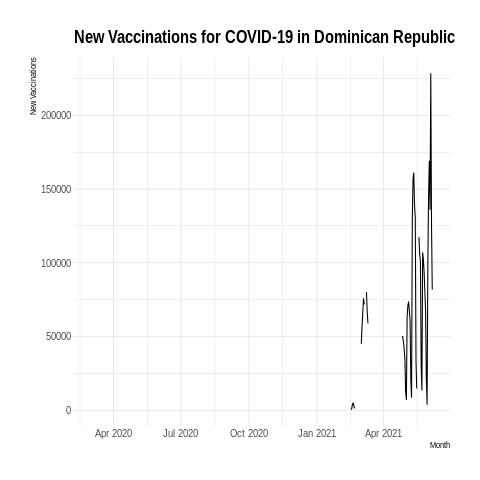 New Vaccinations for COVID-19 in Dominican Republic
New Vaccinations
200000
150000
100000
50000
0
Apr 2020 Jul 2020 Oct 2020 Jan 2021 Apr 2021
Month